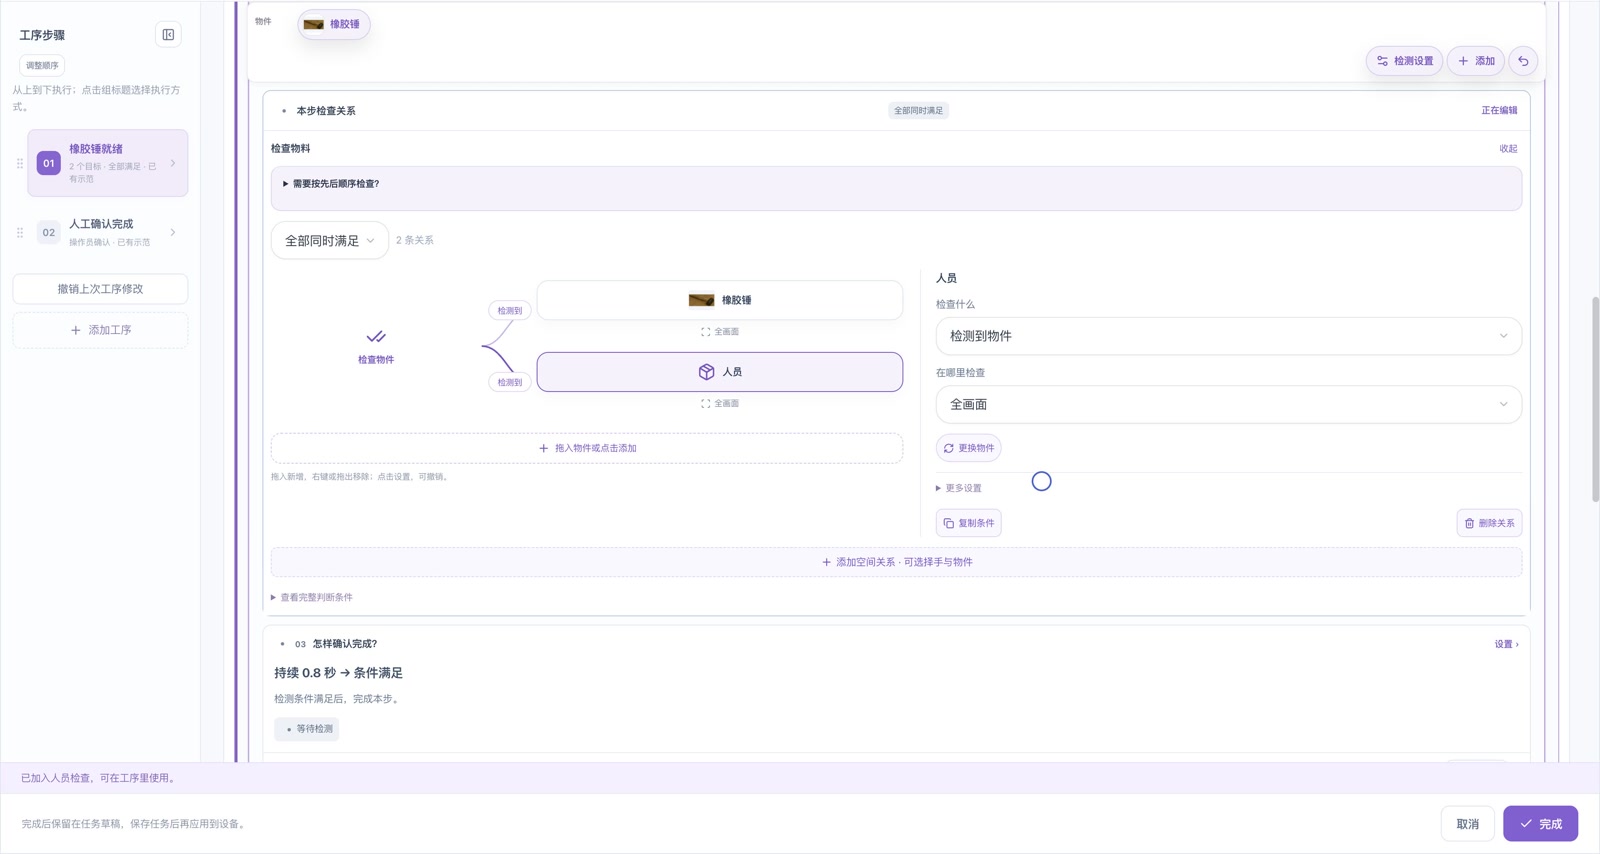 工序步骤
调整顺序
从上到下执行；点击组标题选择执行方
式。
01
橡胶锤就绪
2 个目标 · 全部满足 · 已
有示范
02
人工确认完成
操作员确认 · 已有示范
撤销上次工序修改
添加工序
物件
橡胶锤
检测设置
添加
本步检查关系
全部同时满足
正在编辑
检查物料
收起
需要按先后顺序检查?
全部同时满足
2 条关系
检查物件
检测到
橡胶锤
全画面
检测到
人员
全画面
拖入物件或点击添加
拖入新增，右键或拖出移除；点击设置，可撤销。
人员
检查什么
检测到物件
在哪里检查
全画面
更换物件
更多设置
复制条件
删除关系
添加空间关系 · 可选择手与物件
查看完整判断条件
03 怎样确认完成?
设置 ›
持续 0.8 秒 → 条件满足
检测条件满足后，完成本步。
等待检测
已加入人员检查，可在工序里使用。
完成后保留在任务草稿，保存任务后再应用到设备。
取消
完成